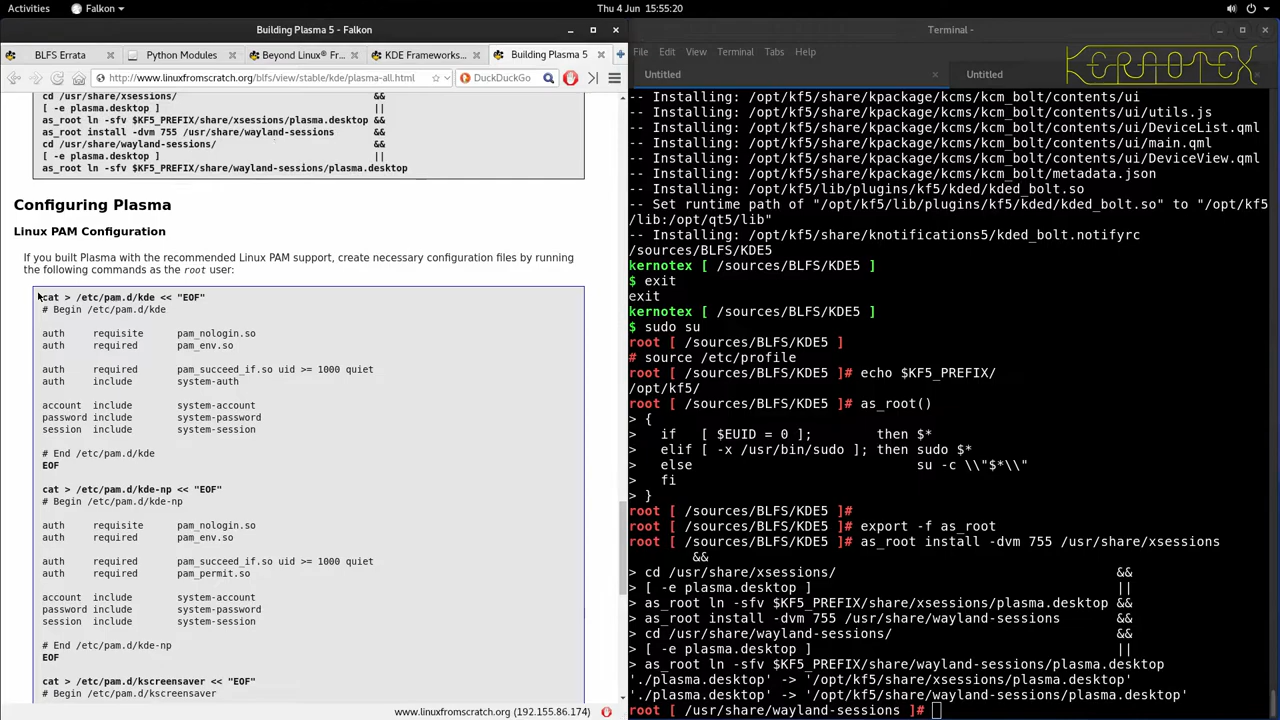 Activities
Falkon
Thu 4 Jun 15:55:20
Building Plasma 5 - Falkon
BLFS Errata
Python Modules
Beyond Linux® Fr...
KDE Frameworks...
Building Plasma 5
http://www.linuxfromscratch.org/blfs/view/stable/kde/plasma-all.html
DuckDuckGo
cd /usr/share/xsessions/ &&
[ -e plasma.desktop ] ||
as_root ln -sfv $KF5_PREFIX/share/xsessions/plasma.desktop &&
as_root install -dvm 755 /usr/share/wayland-sessions &&
cd /usr/share/wayland-sessions/ &&
[ -e plasma.desktop ] ||
as_root ln -sfv $KF5_PREFIX/share/wayland-sessions/plasma.desktop
Configuring Plasma
Linux PAM Configuration
If you built Plasma with the recommended Linux PAM support, create necessary configuration files by running
the following commands as the root user:
cat > /etc/pam.d/kde << "EOF"
# Begin /etc/pam.d/kde
auth requisite pam_nologin.so
auth required pam_env.so
auth required pam_succeed_if.so uid >= 1000 quiet
auth include system-auth
account include system-account
password include system-password
session include system-session
# End /etc/pam.d/kde
EOF
cat > /etc/pam.d/kde-np << "EOF"
# Begin /etc/pam.d/kde-np
auth requisite pam_nologin.so
auth required pam_env.so
auth required pam_succeed_if.so uid >= 1000 quiet
auth required pam_permit.so
account include system-account
password include system-password
session include system-session
# End /etc/pam.d/kde-np
EOF
cat > /etc/pam.d/kscreensaver << "EOF"
# Begin /etc/pam.d/kscreensaver
www.linuxfromscratch.org (192.155.86.174)
Terminal -
File Edit View Terminal Tabs Help
KERNOTEX
Untitled
Untitled
-- Installing: /opt/kf5/share/kpackage/kcms/kcm_bolt/contents/ui
-- Installing: /opt/kf5/share/kpackage/kcms/kcm_bolt/contents/ui/utils.js
-- Installing: /opt/kf5/share/kpackage/kcms/kcm_bolt/contents/ui/DeviceList.qml
-- Installing: /opt/kf5/share/kpackage/kcms/kcm_bolt/contents/ui/main.qml
-- Installing: /opt/kf5/share/kpackage/kcms/kcm_bolt/contents/ui/DeviceView.qml
-- Installing: /opt/kf5/share/kpackage/kcms/kcm_bolt/metadata.json
-- Installing: /opt/kf5/lib/plugins/kf5/kded/kded_bolt.so
-- Set runtime path of "/opt/kf5/lib/plugins/kf5/kded/kded_bolt.so" to "/opt/kf5
/lib:/opt/qt5/lib"
-- Installing: /opt/kf5/share/knotifications5/kded_bolt.notifyrc
/sources/BLFS/KDE5
kernotex [ /sources/BLFS/KDE5 ]
$ exit
exit
kernotex [ /sources/BLFS/KDE5 ]
$ sudo su
root [ /sources/BLFS/KDE5 ]
# source /etc/profile
root [ /sources/BLFS/KDE5 ]# echo $KF5_PREFIX/
/opt/kf5/
root [ /sources/BLFS/KDE5 ]# as_root()
> {
> if [ $EUID = 0 ]; then $*
> elif [ -x /usr/bin/sudo ]; then sudo $*
> else su -c \\"$*\\"
> fi
> }
root [ /sources/BLFS/KDE5 ]#
root [ /sources/BLFS/KDE5 ]# export -f as_root
root [ /sources/BLFS/KDE5 ]# as_root install -dvm 755 /usr/share/xsessions
&&
> cd /usr/share/xsessions/ &&
> [ -e plasma.desktop ] ||
> as_root ln -sfv $KF5_PREFIX/share/xsessions/plasma.desktop &&
> as_root install -dvm 755 /usr/share/wayland-sessions &&
> cd /usr/share/wayland-sessions/ &&
> [ -e plasma.desktop ] ||
> as_root ln -sfv $KF5_PREFIX/share/wayland-sessions/plasma.desktop
'./plasma.desktop' -> '/opt/kf5/share/xsessions/plasma.desktop'
'./plasma.desktop' -> '/opt/kf5/share/wayland-sessions/plasma.desktop'
root [ /usr/share/wayland-sessions ]#